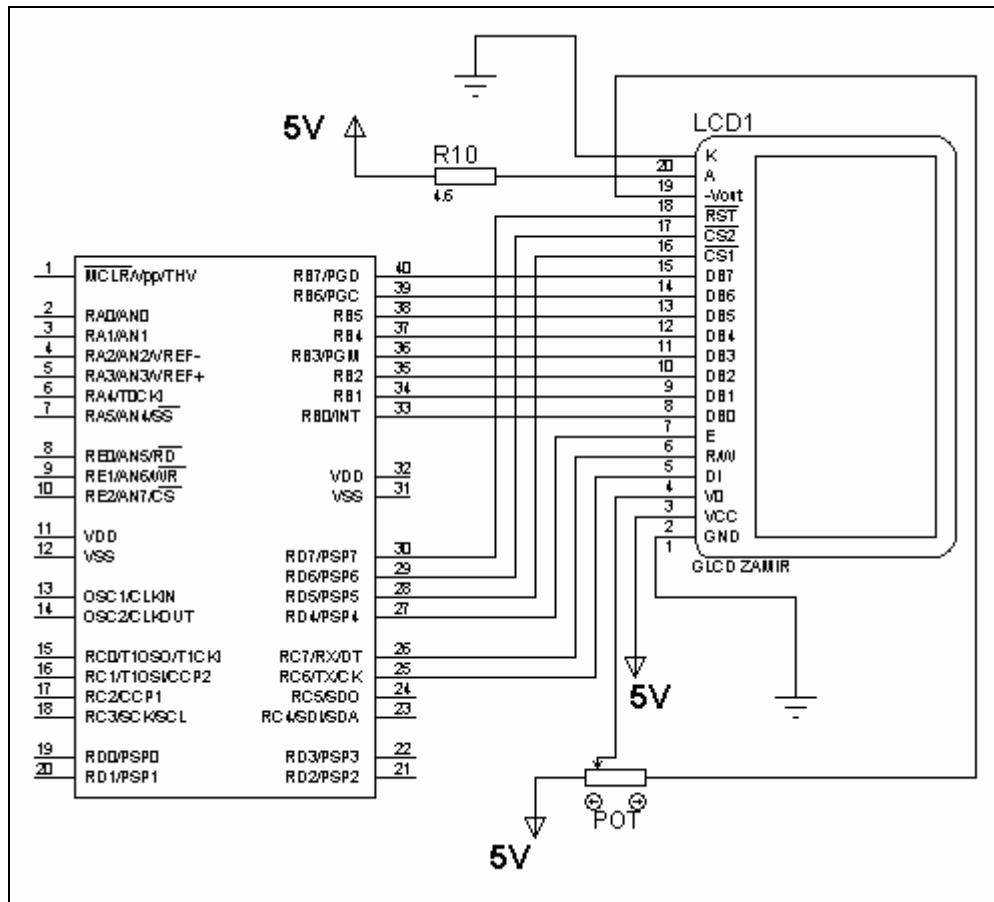 5V
R10
4.6
LCD1
20 K
19 A
18 -Vout
17 RST
16 CS2
15 CS1
14 DB7
13 DB6
12 DB5
11 DB4
10 DB3
9 DB2
8 DB1
7 DB0
6 E
5 R/W
4 DI
3 V0
2 VCC
1 GND
GLCD ZAMIR
1 MCLR/Vpp/THV
2 RA0/AN0
3 RA1/AN1
4 RA2/AN2/VREF-
5 RA3/AN3/VREF+
6 RA4/T0CKI
7 RA5/AN4/SS
8 RE0/AN5/RD
9 RE1/AN6/WR
10 RE2/AN7/CS
11 VDD
12 VSS
13 OSC1/CLKIN
14 OSC2/CLKOUT
15 RC0/T1OSO/T1CKI
16 RC1/T1OSI/CCP2
17 RC2/CCP1
18 RC3/SCK/SCL
19 RD0/PSP0
20 RD1/PSP1
RB7/PGD 40
RB6/PGC 39
RB5 38
RB4 37
RB3/PGM 36
RB2 35
RB1 34
RB0/INT 33
VDD 32
VSS 31
RD7/PSP7 30
RD6/PSP6 29
RD5/PSP5 28
RD4/PSP4 27
RC7/RX/DT 26
RC6/TX/CK 25
RC5/SDO 24
RC4/SDI/SDA 23
RD3/PSP3 22
RD2/PSP2 21
5V
POT
5V